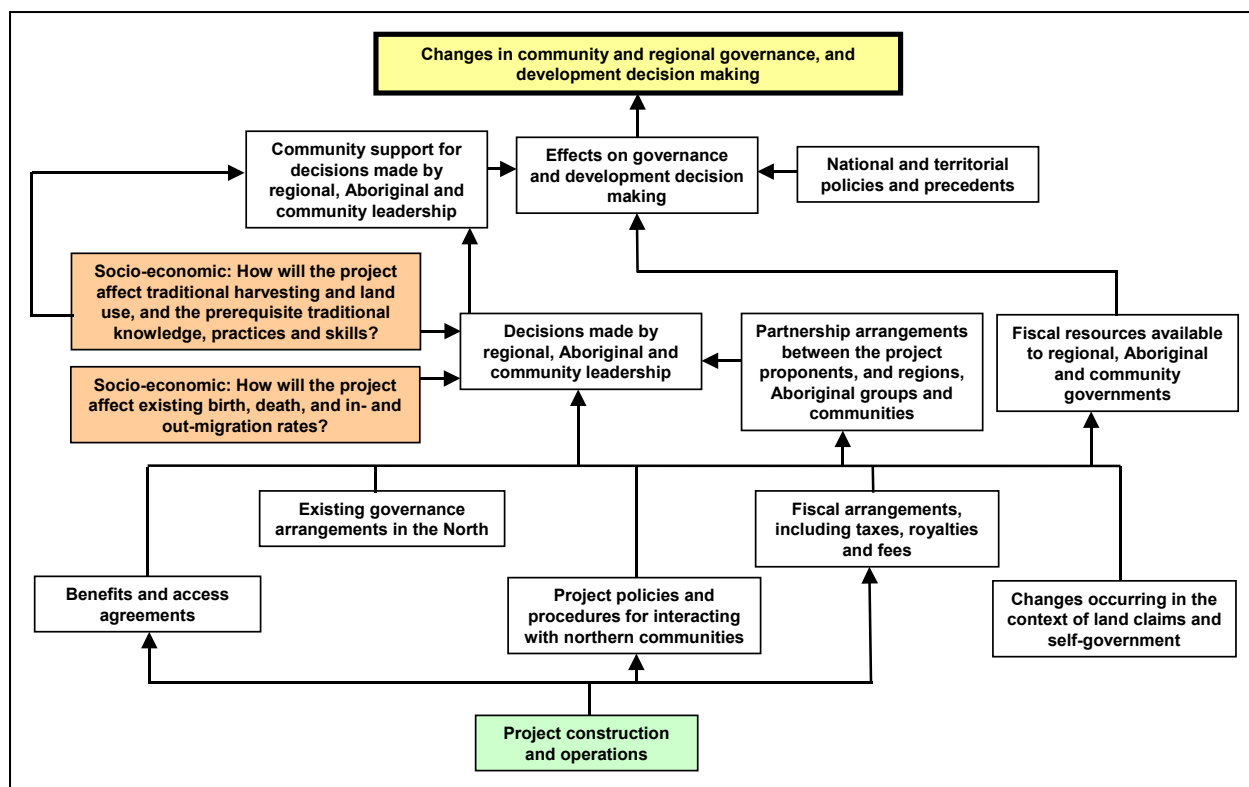 Changes in community and regional governance, and
development decision making
Community support for
decisions made by
regional, Aboriginal and
community leadership
Effects on governance
and development decision
making
National and territorial
policies and precedents
Socio-economic: How will the project
affect traditional harvesting and land
use, and the prerequisite traditional
knowledge, practices and skills?
Decisions made by
regional, Aboriginal and
community leadership
Partnership arrangements
between the project
proponents, and regions,
Aboriginal groups and
communities
Fiscal resources available
to regional, Aboriginal
and community
governments
Socio-economic: How will the project
affect existing birth, death, and in- and
out-migration rates?
Existing governance
arrangements in the North
Fiscal arrangements,
including taxes, royalties
and fees
Benefits and access
agreements
Project policies and
procedures for interacting
with northern communities
Changes occurring in the
context of land claims and
self-government
Project construction
and operations